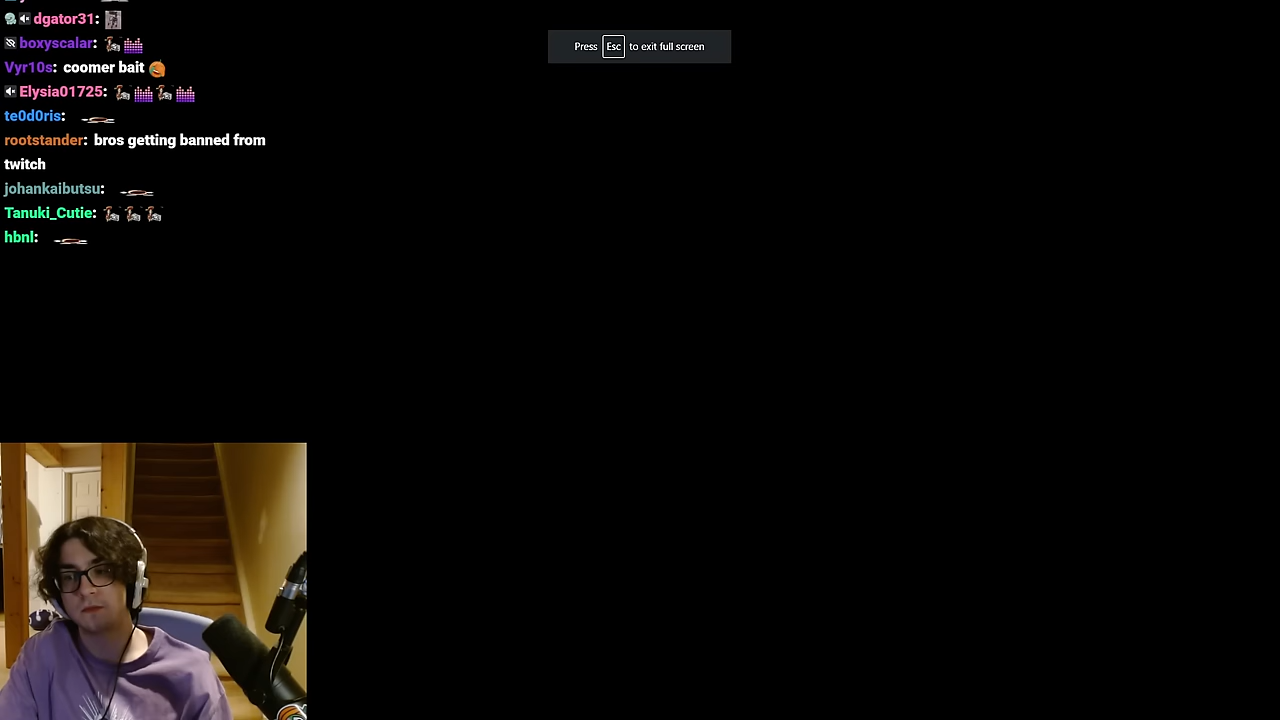 dgator31:
boxyscalar:
Vyr10s: coomer bait
Elysia01725:
te0d0ris:
rootstander: bros getting banned from
twitch
johankaibutsu:
Tanuki_Cutie:
hbnl:
Press Esc to exit full screen